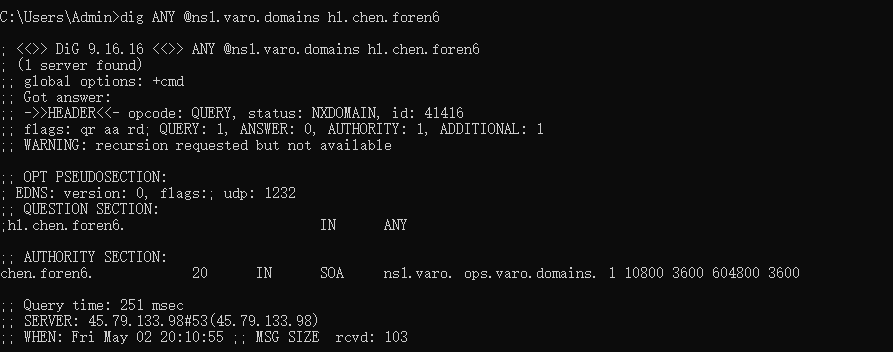 C:\Users\Admin>dig ANY @ns1.varo.domains hl.chen.foren6
; <<>> DiG 9.16.16 <<>> ANY @ns1.varo.domains hl.chen.foren6
; (1 server found)
;; global options: +cmd
;; Got answer:
;; ->>HEADER<<- opcode: QUERY, status: NXDOMAIN, id: 41416
;; flags: qr aa rd; QUERY: 1, ANSWER: 0, AUTHORITY: 1, ADDITIONAL: 1
;; WARNING: recursion requested but not available
;; OPT PSEUDOSECTION:
; EDNS: version: 0, flags:; udp: 1232
;; QUESTION SECTION:
;hl.chen.foren6. IN ANY
;; AUTHORITY SECTION:
chen.foren6. 20 IN SOA ns1.varo. ops.varo.domains. 1 10800 3600 604800 3600
;; Query time: 251 msec
;; SERVER: 45.79.133.98#53(45.79.133.98)
;; WHEN: Fri May 02 20:10:55 ;; MSG SIZE rcvd: 103